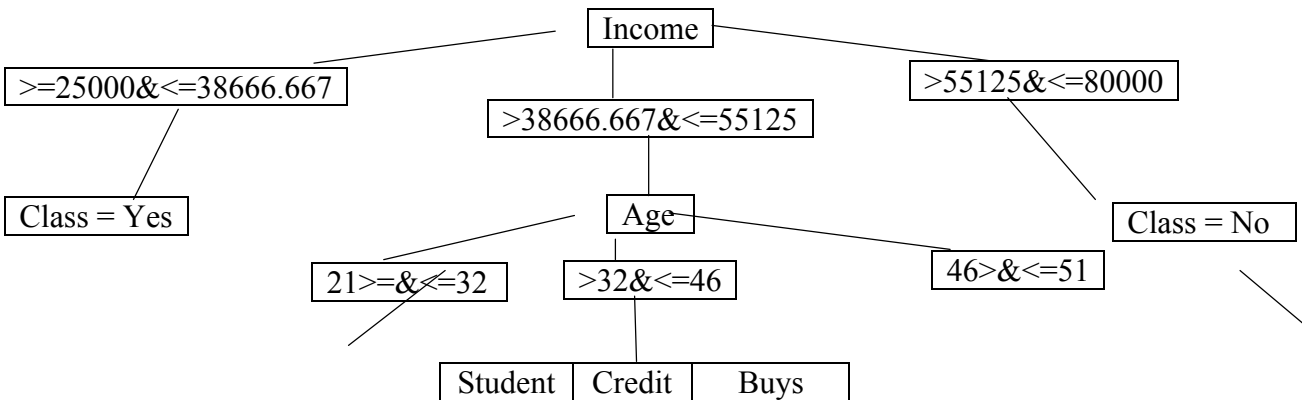 Income
>=25000&<=38666.667
>55125&<=80000
>38666.667&<=55125
Class = Yes
Age
Class = No
21>=&<=32
>32&<=46
46>&<=51
Student Credit Buys